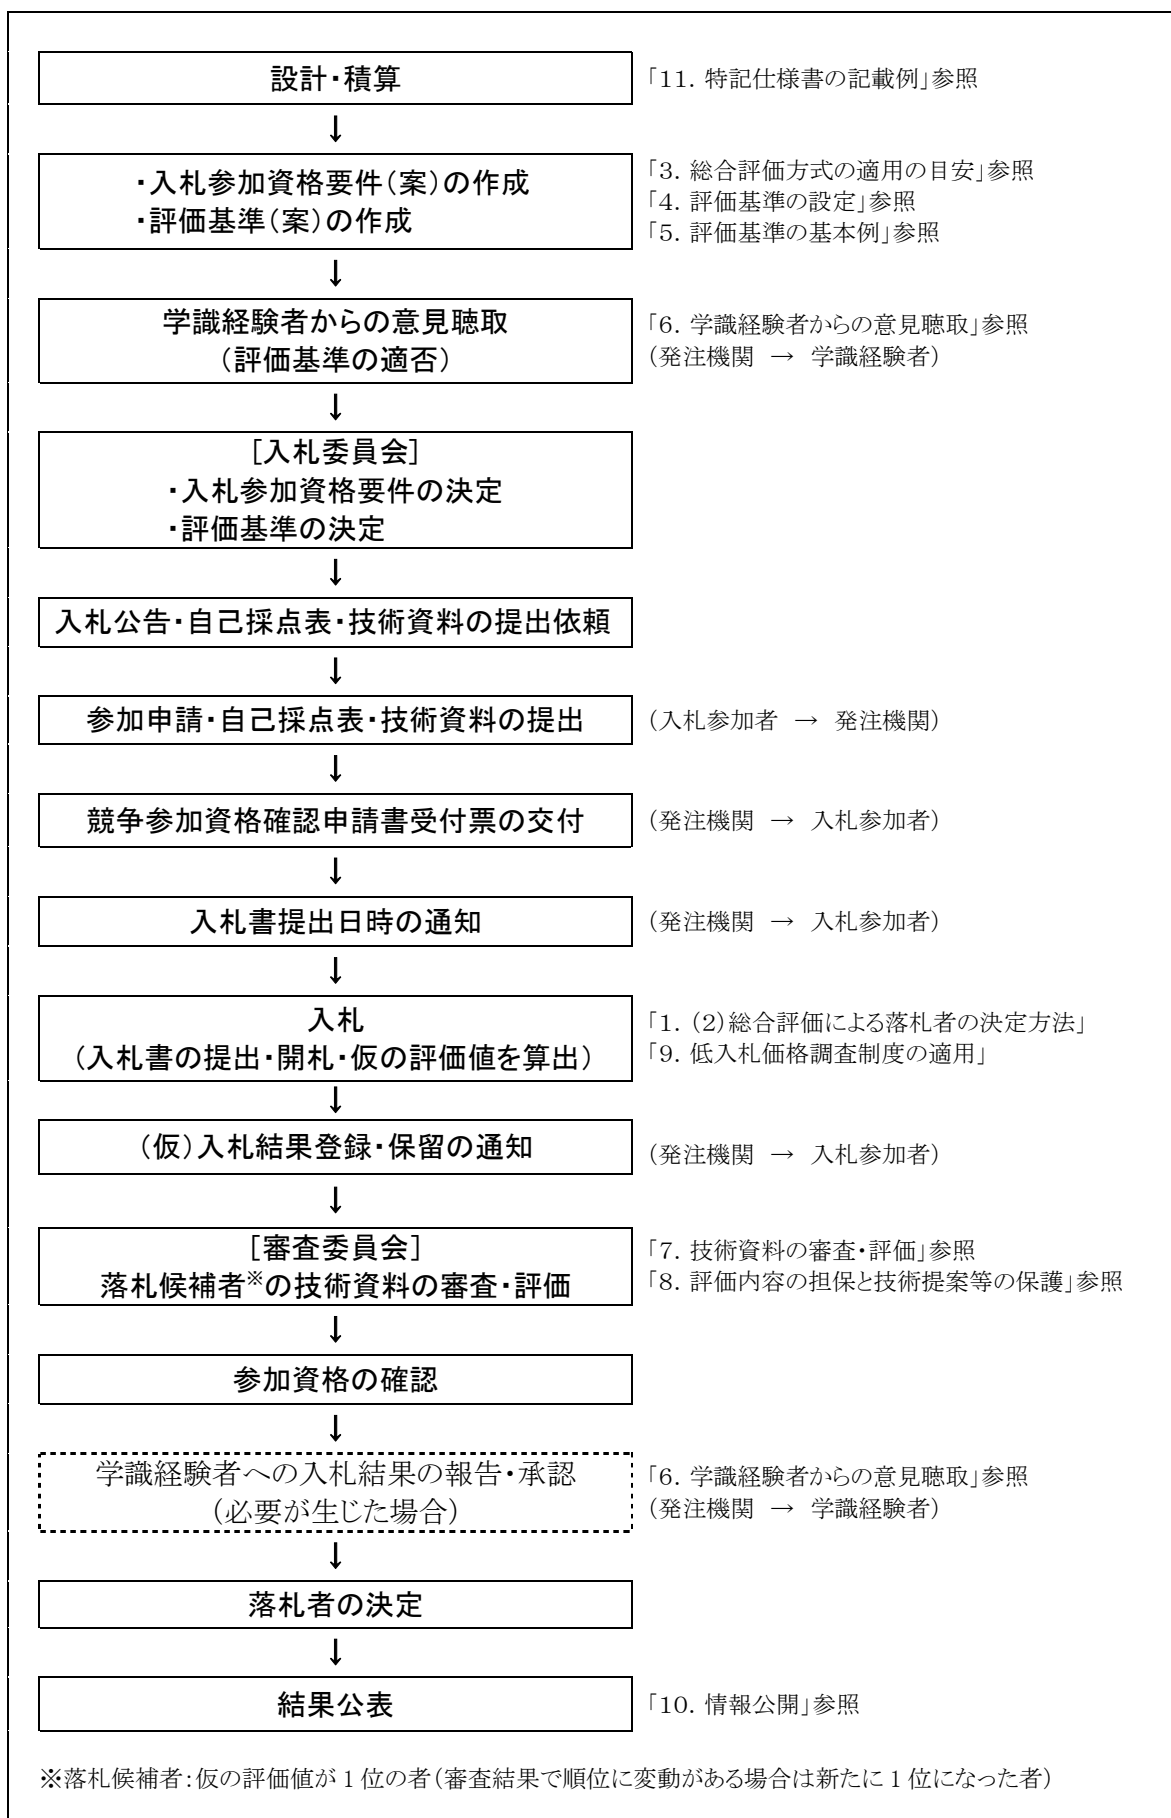 設計・積算
「11. 特記仕様書の記載例」参照
↓
・入札参加資格要件(案)の作成
・評価基準(案)の作成
「3. 総合評価方式の適用の目安」参照
「4. 評価基準の設定」参照
「5. 評価基準の基本例」参照
↓
学識経験者からの意見聴取
(評価基準の適否)
「6. 学識経験者からの意見聴取」参照
(発注機関 → 学識経験者)
↓
[入札委員会]
・入札参加資格要件の決定
・評価基準の決定
↓
入札公告・自己採点表・技術資料の提出依頼
↓
参加申請・自己採点表・技術資料の提出
(入札参加者 → 発注機関)
↓
競争参加資格確認申請書受付票の交付
(発注機関 → 入札参加者)
↓
入札書提出日時の通知
(発注機関 → 入札参加者)
↓
入札
(入札書の提出・開札・仮の評価値を算出)
「1. (2)総合評価による落札者の決定方法」
「9. 低入札価格調査制度の適用」
↓
(仮)入札結果登録・保留の通知
(発注機関 → 入札参加者)
↓
[審査委員会]
落札候補者※の技術資料の審査・評価
「7. 技術資料の審査・評価」参照
「8. 評価内容の担保と技術提案等の保護」参照
↓
参加資格の確認
↓
学識経験者への入札結果の報告・承認
(必要が生じた場合)
「6. 学識経験者からの意見聴取」参照
(発注機関 → 学識経験者)
↓
落札者の決定
↓
結果公表
「10. 情報公開」参照
※落札候補者:仮の評価値が1位の者(審査結果で順位に変動がある場合は新たに1位になった者)